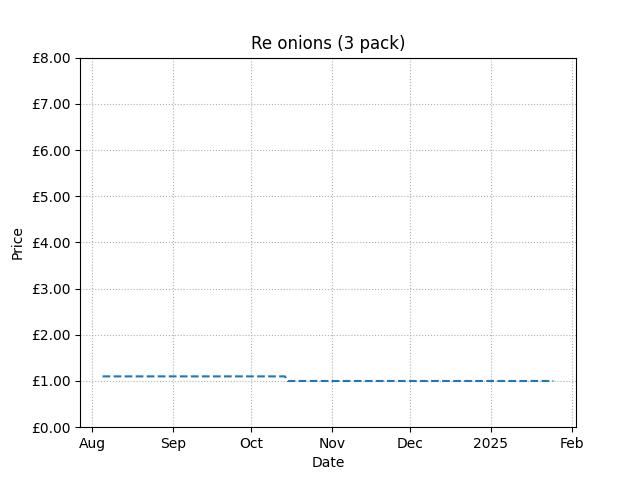 Re onions (3 pack)
£8.00
£7.00
£6.00
£5.00
£4.00
£3.00
£2.00
£1.00
£0.00
Price
Aug Sep Oct Nov Dec 2025 Feb
Date